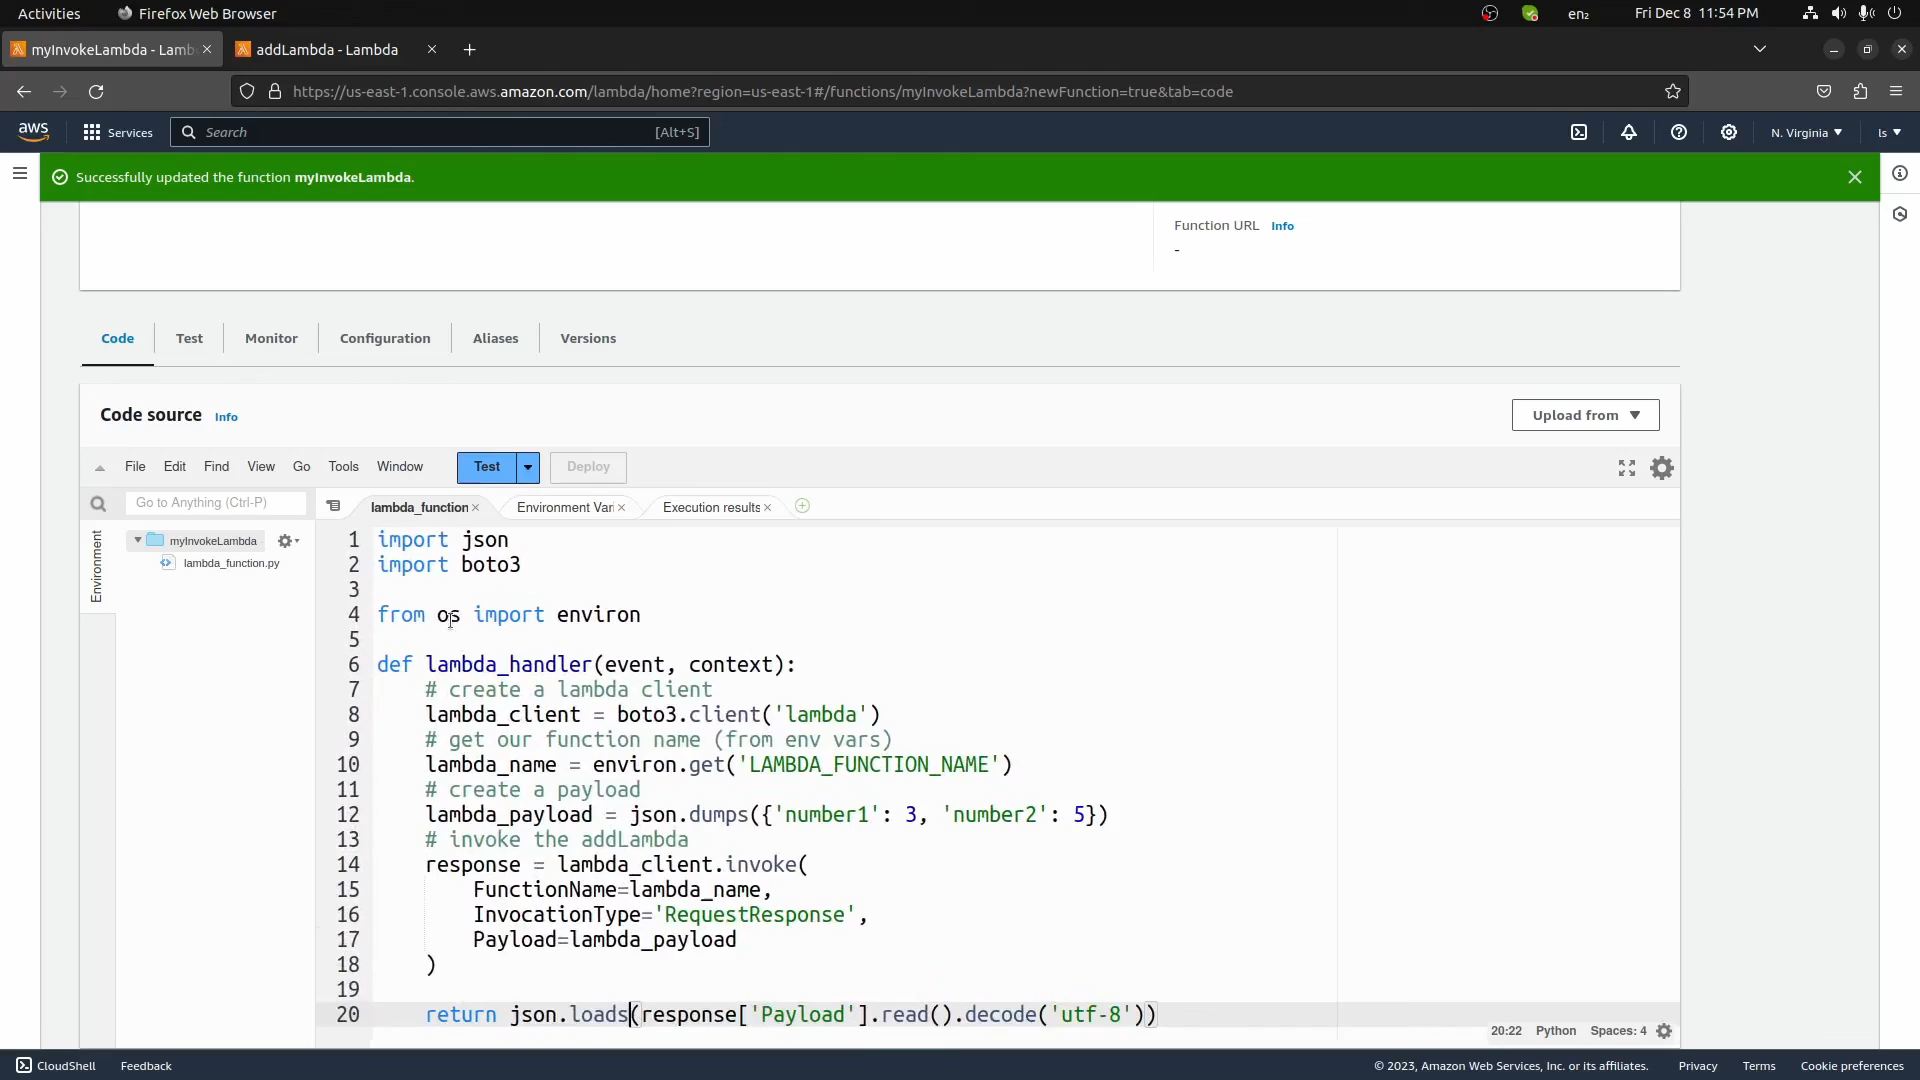 Activities
Firefox Web Browser
en₂
Fri Dec 8 11:54 PM
myInvokeLambda - Lamb
addLambda - Lambda
https://us-east-1.console.aws.amazon.com/lambda/home?region=us-east-1#/functions/myInvokeLambda?newFunction=true&tab=code
aws
Services
Search
[Alt+S]
N. Virginia
ls
Successfully updated the function myInvokeLambda.
Function URL Info
-
Code
Test
Monitor
Configuration
Aliases
Versions
Code source Info
Upload from
File Edit Find View Go Tools Window
Test
Deploy
Go to Anything (Ctrl-P)
lambda_function
Environment Vari
Execution results
Environment
myInvokeLambda
lambda_function.py
1 import json
2 import boto3
3
4 from os import environ
5
6 def lambda_handler(event, context):
7 # create a lambda client
8 lambda_client = boto3.client('lambda')
9 # get our function name (from env vars)
10 lambda_name = environ.get('LAMBDA_FUNCTION_NAME')
11 # create a payload
12 lambda_payload = json.dumps({'number1': 3, 'number2': 5})
13 # invoke the addLambda
14 response = lambda_client.invoke(
15 FunctionName=lambda_name,
16 InvocationType='RequestResponse',
17 Payload=lambda_payload
18 )
19
20 return json.loads(response['Payload'].read().decode('utf-8'))
20:22 Python Spaces: 4
CloudShell
Feedback
© 2023, Amazon Web Services, Inc. or its affiliates.
Privacy
Terms
Cookie preferences